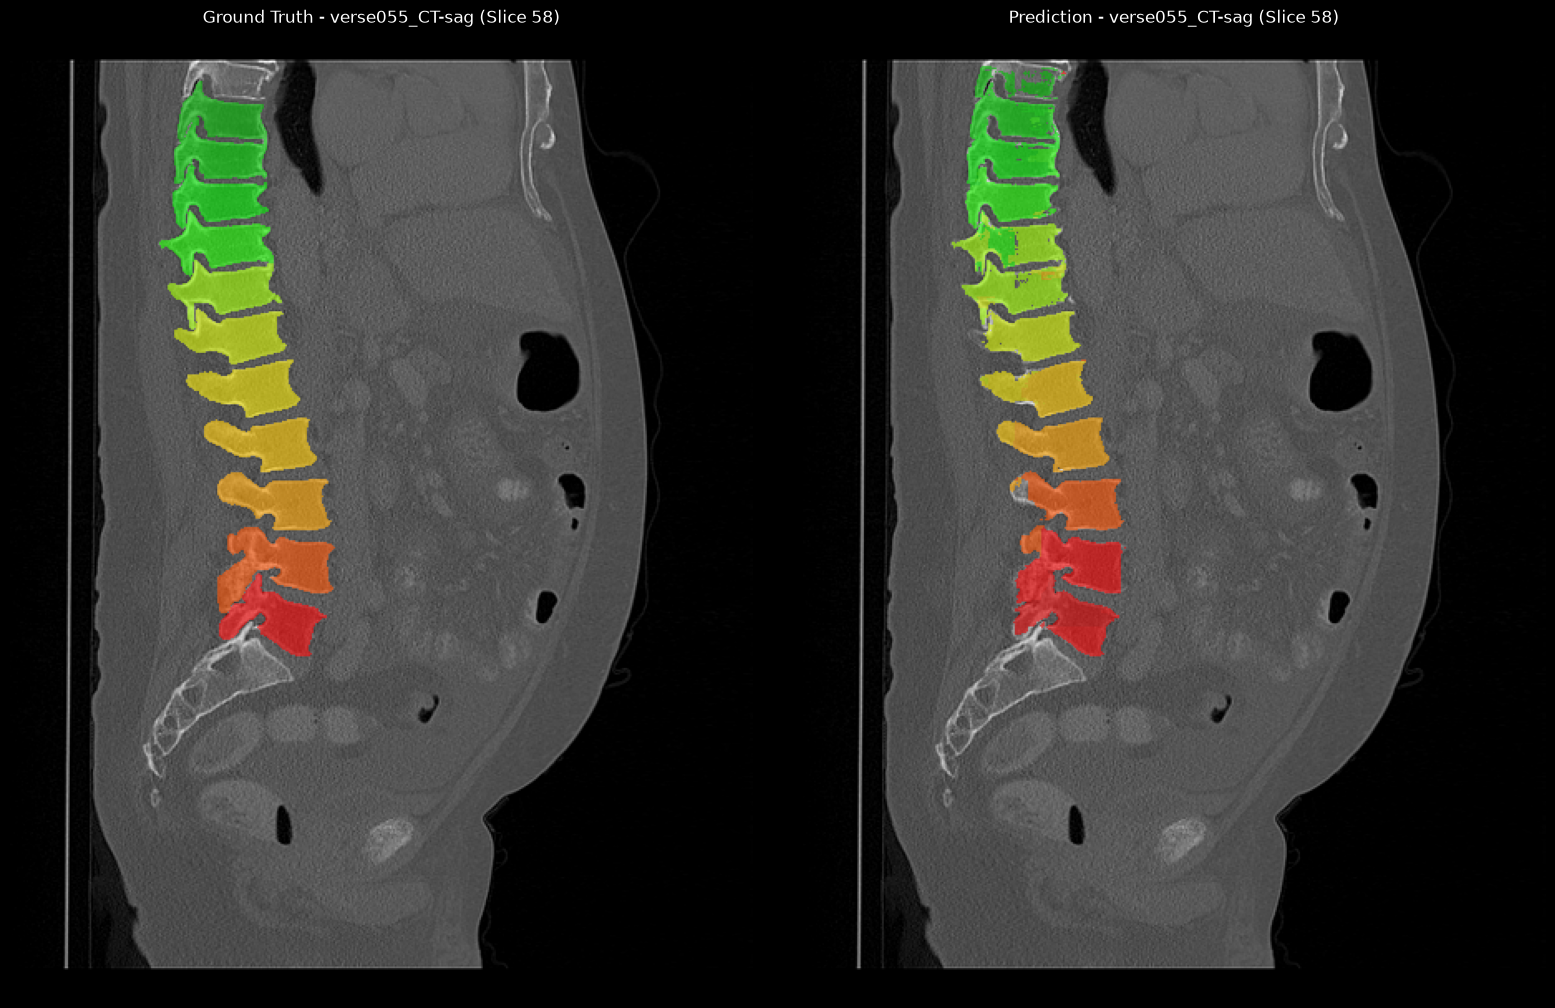 Ground Truth - verse055_CT-sag (Slice 58)
Prediction - verse055_CT-sag (Slice 58)